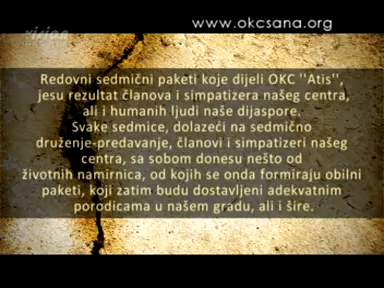 www.okcsana.org
vision
Redovni sedmični paketi koje dijeli OKC "Atis",
jesu rezultat članova i simpatizera našeg centra,
ali i humanih ljudi naše dijaspore.
Svake sedmice, dolazeći na sedmično
druženje-predavanje, članovi i simpatizeri našeg
centra, sa sobom donesu nešto od
životnih namirnica, od kojih se onda formiraju obilni
paketi, koji zatim budu dostavljeni adekvatnim
porodicama u našem gradu, ali i šire.